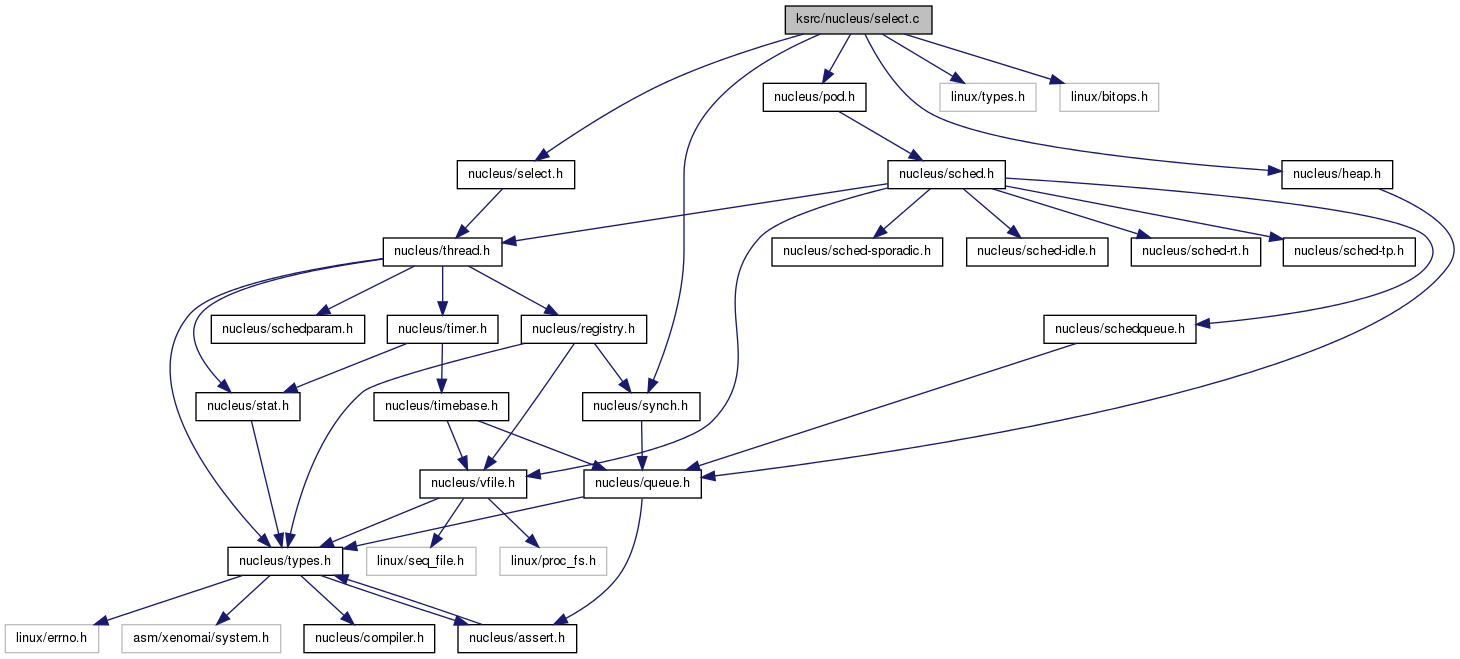 ksrc/nucleus/select.c
nucleus/pod.h
linux/types.h
linux/bitops.h
nucleus/select.h
nucleus/sched.h
nucleus/heap.h
nucleus/thread.h
nucleus/sched-sporadic.h
nucleus/sched-idle.h
nucleus/sched-rt.h
nucleus/sched-tp.h
nucleus/schedparam.h
nucleus/timer.h
nucleus/registry.h
nucleus/schedqueue.h
nucleus/stat.h
nucleus/timebase.h
nucleus/synch.h
nucleus/vfile.h
nucleus/queue.h
nucleus/types.h
linux/seq_file.h
linux/proc_fs.h
linux/errno.h
asm/xenomai/system.h
nucleus/compiler.h
nucleus/assert.h